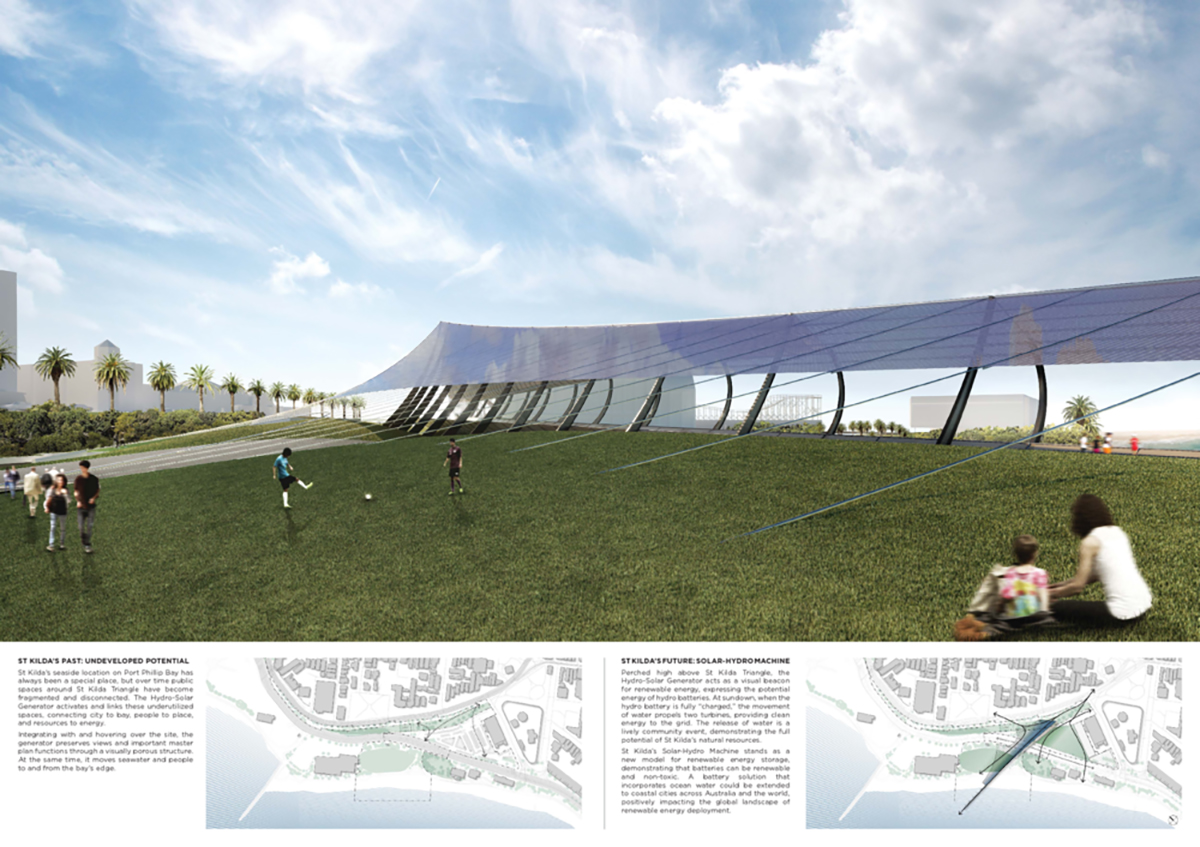 ST KILDA'S PAST: UNDEVELOPED POTENTIAL
St Kilda's seaside location on Port Phillip Bay has
always been a special place, but over time public
spaces around St Kilda Triangle have become
fragmented and disconnected. The Hydro-Solar
Generator activates and links these underutilized
spaces, connecting city to bay, people to place,
and resources to energy.
Integrating with and hovering over the site, the
generator preserves views and important master
plan functions through a visually porous structure.
At the same time, it moves seawater and people
to and from the bay's edge.
ST KILDA'S FUTURE: SOLAR-HYDRO MACHINE
Perched high above St Kilda Triangle, the
Hydro-Solar Generator acts as a visual beacon
for renewable energy, expressing the potential
energy of hydro batteries. At sundown, when the
hydro battery is fully "charged," the movement
of water propels two turbines, providing clean
energy to the grid. The release of water is a
lively community event, demonstrating the full
potential of St Kilda's natural resources.
St Kilda's Solar-Hydro Machine stands as a
new model for renewable energy storage,
demonstrating that batteries can be renewable
and non-toxic. A battery solution that
incorporates ocean water could be extended
to coastal cities across Australia and the world,
positively impacting the global landscape of
renewable energy deployment.